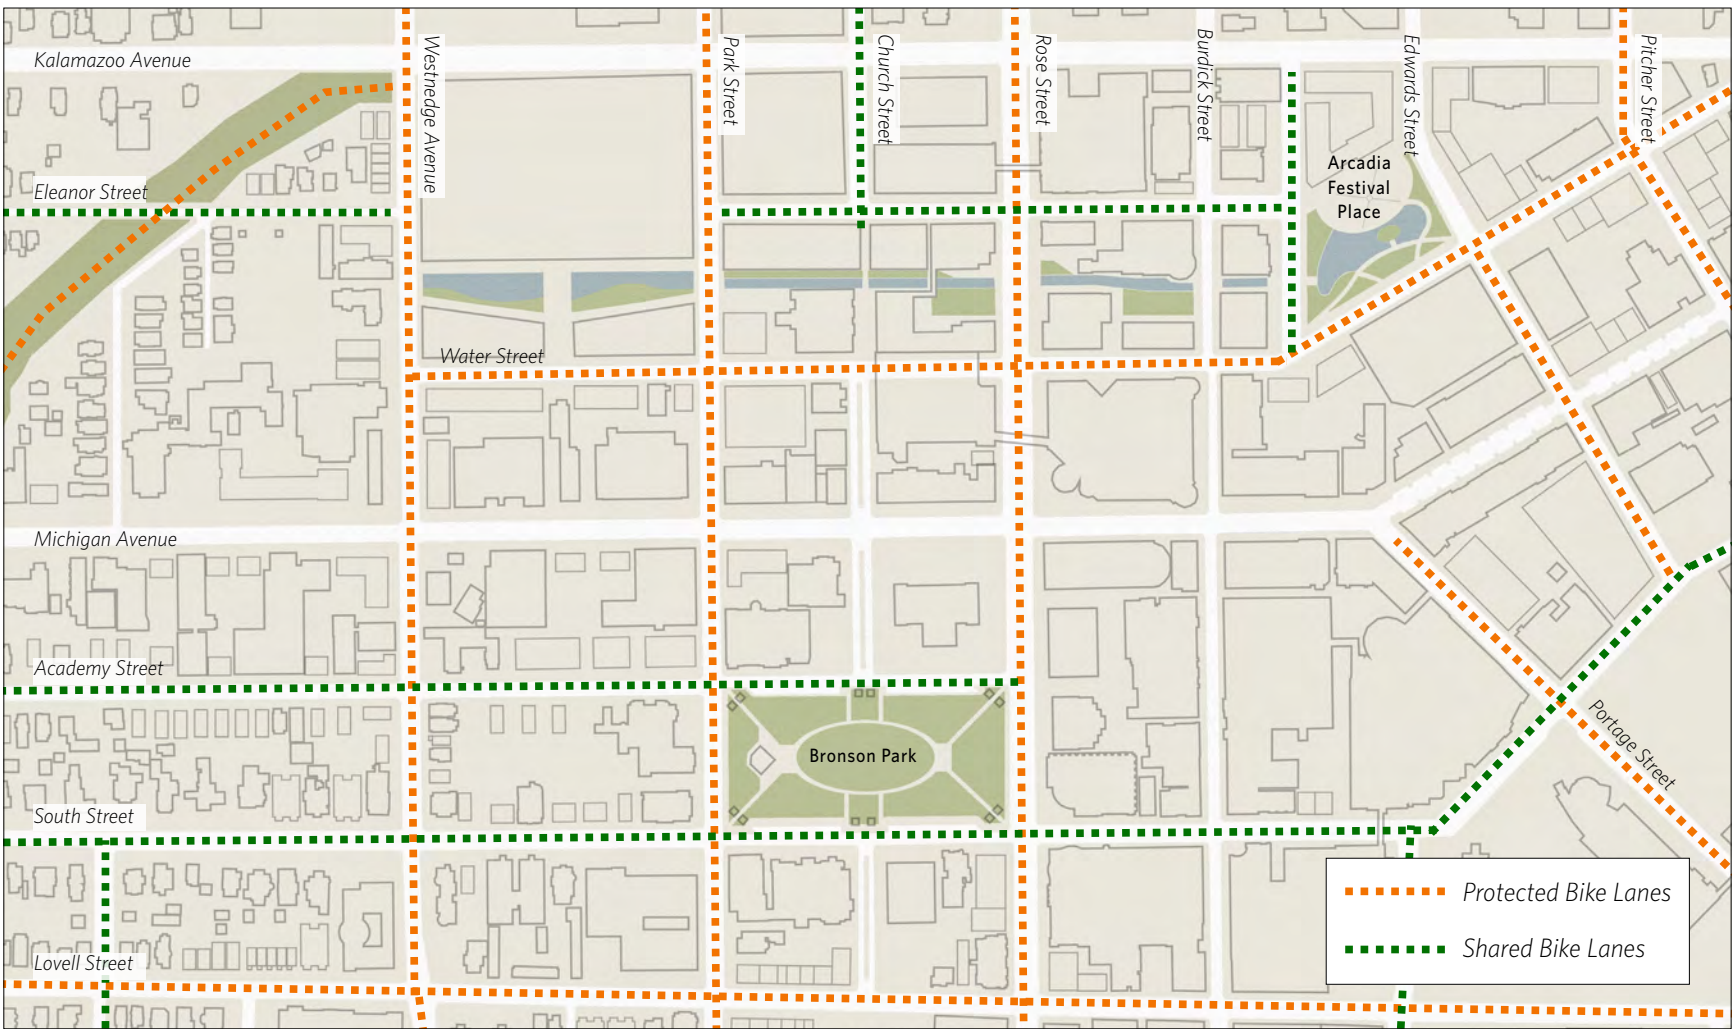 Kalamazoo Avenue
Westnedge Avenue
Park Street
Church Street
Rose Street
Burdick Street
Edwards Street
Pitcher Street
Arcadia
Festival
Place
Eleanor Street
Water Street
Michigan Avenue
Academy Street
Bronson Park
Portage Street
South Street
Lovell Street
Protected Bike Lanes
Shared Bike Lanes